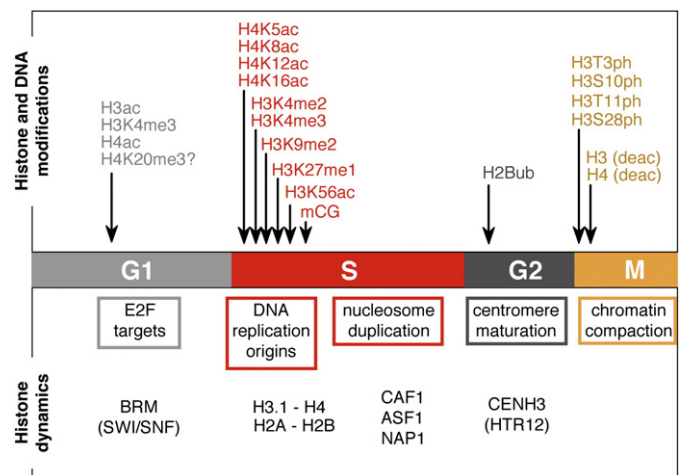 Histone and DNA
modifications
H3ac
H3K4me3
H4ac
H4K20me3?
H4K5ac
H4K8ac
H4K12ac
H4K16ac
H3K4me2
H3K4me3
H3K9me2
H3K27me1
H3K56ac
mCG
H2Bub
H3T3ph
H3S10ph
H3T11ph
H3S28ph
H3 (deac)
H4 (deac)
G1
S
G2
M
E2F
targets
DNA
replication
origins
nucleosome
duplication
centromere
maturation
chromatin
compaction
Histone
dynamics
BRM
(SWI/SNF)
H3.1 - H4
H2A - H2B
CAF1
ASF1
NAP1
CENH3
(HTR12)